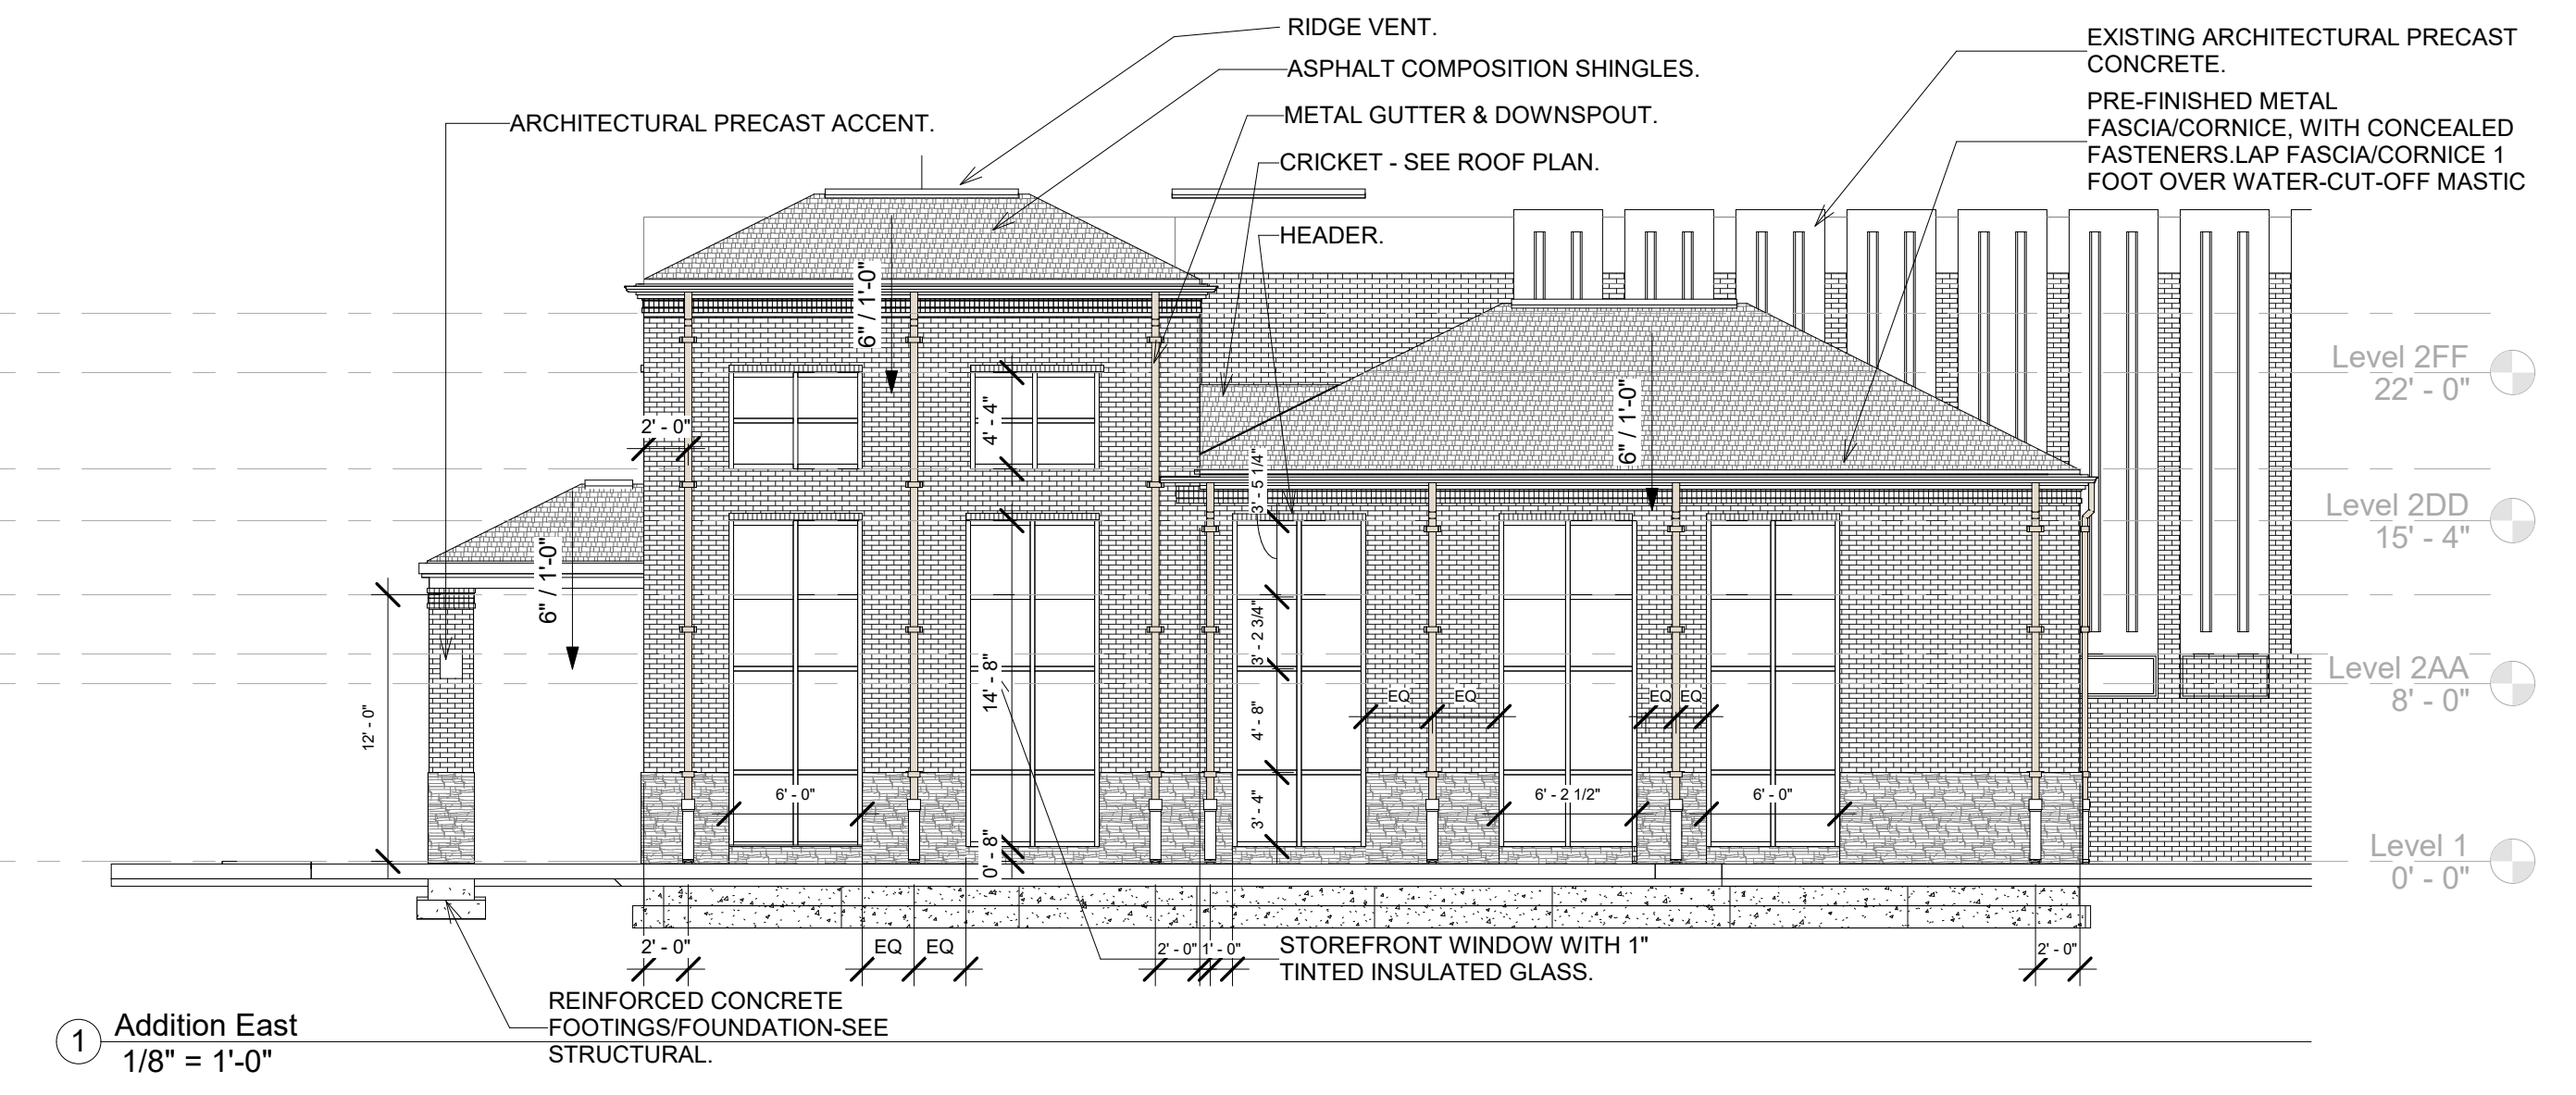 RIDGE VENT.
ASPHALT COMPOSITION SHINGLES.
METAL GUTTER & DOWNSPOUT.
CRICKET - SEE ROOF PLAN.
HEADER.
ARCHITECTURAL PRECAST ACCENT.
EXISTING ARCHITECTURAL PRECAST
CONCRETE.
PRE-FINISHED METAL
FASCIA/CORNICE, WITH CONCEALED
FASTENERS.LAP FASCIA/CORNICE 1
FOOT OVER WATER-CUT-OFF MASTIC
6" / 1'-0"
6" / 1'-0"
6" / 1'-0"
Level 2FF
22' - 0"
Level 2DD
15' - 4"
Level 2AA
8' - 0"
Level 1
0' - 0"
2' - 0"
4' - 4"
3' - 5 1/4"
3' - 2 3/4"
4' - 8"
3' - 4"
14' - 8"
0' - 8"
12' - 0"
EQ
EQ
EQ
EQ
6' - 0"
6' - 2 1/2"
6' - 0"
2' - 0"
EQ
EQ
2' - 0"
1' - 0"
2' - 0"
STOREFRONT WINDOW WITH 1"
TINTED INSULATED GLASS.
REINFORCED CONCRETE
FOOTINGS/FOUNDATION-SEE
STRUCTURAL.
1
Addition East
1/8" = 1'-0"